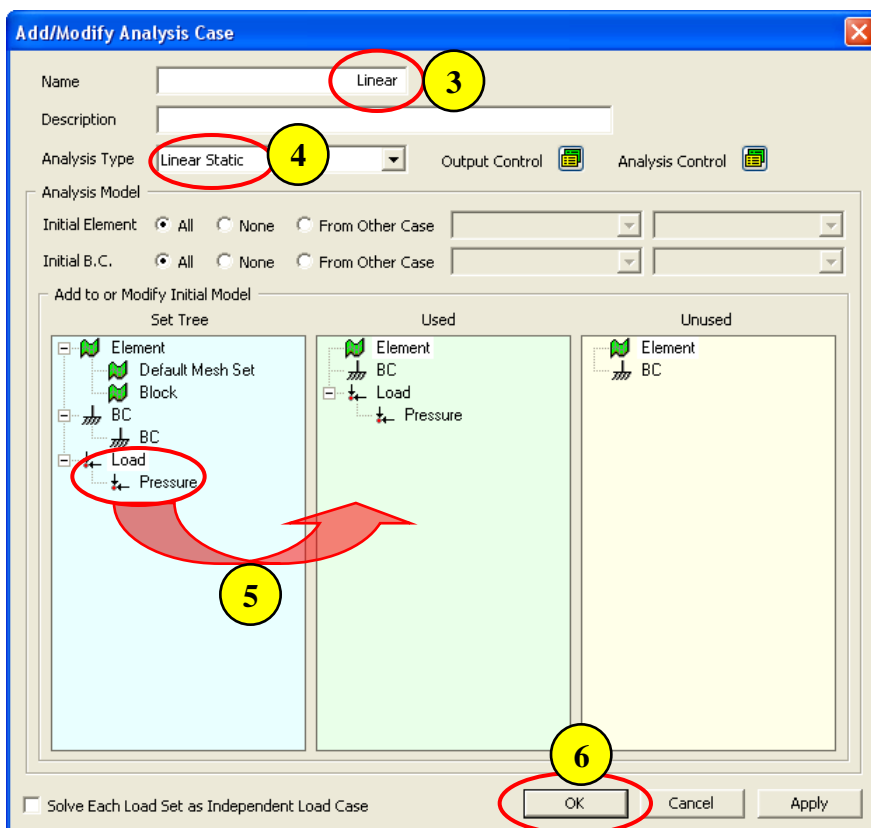 Add/Modify Analysis Case
Name Linear 3
Description
Analysis Type Linear Static 4 Output Control Analysis Control
Analysis Model
Initial Element All None From Other Case
Initial B.C. All None From Other Case
Add to or Modify Initial Model
Set Tree Used Unused
Element Element Element
Default Mesh Set BC BC
Block Load
BC Pressure
BC
Load
Pressure
5
6
Solve Each Load Set as Independent Load Case OK Cancel Apply